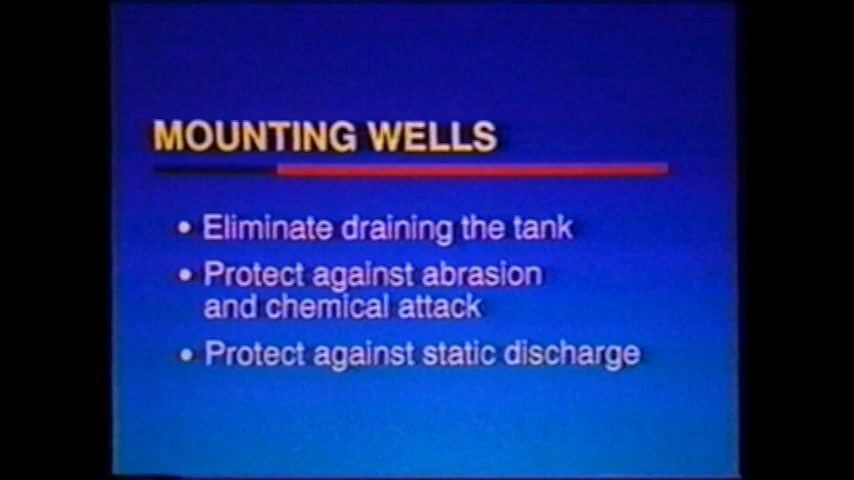 MOUNTING WELLS
• Eliminate draining the tank
• Protect against abrasion
and chemical attack
• Protect against static discharge